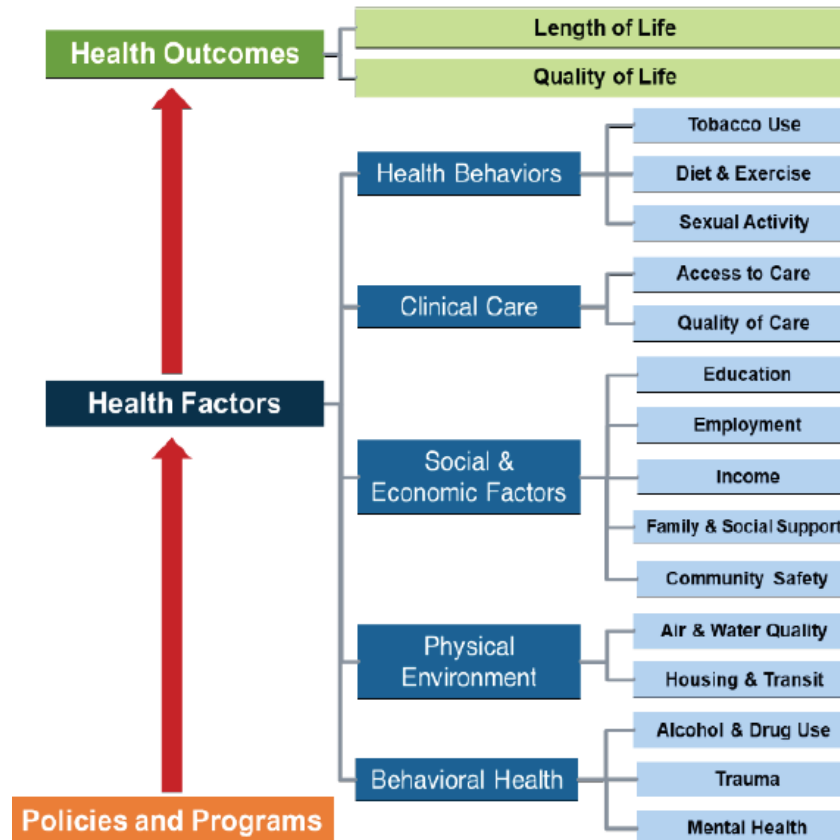 Health Outcomes
Length of Life
Quality of Life
Health Factors
Health Behaviors
Tobacco Use
Diet & Exercise
Sexual Activity
Clinical Care
Access to Care
Quality of Care
Social &
Economic Factors
Education
Employment
Income
Family & Social Support
Community Safety
Physical
Environment
Air & Water Quality
Housing & Transit
Behavioral Health
Alcohol & Drug Use
Trauma
Mental Health
Policies and Programs